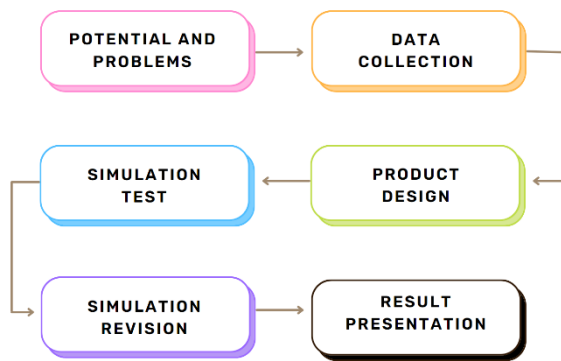 POTENTIAL AND
PROBLEMS
DATA
COLLECTION
SIMULATION
TEST
PRODUCT
DESIGN
SIMULATION
REVISION
RESULT
PRESENTATION